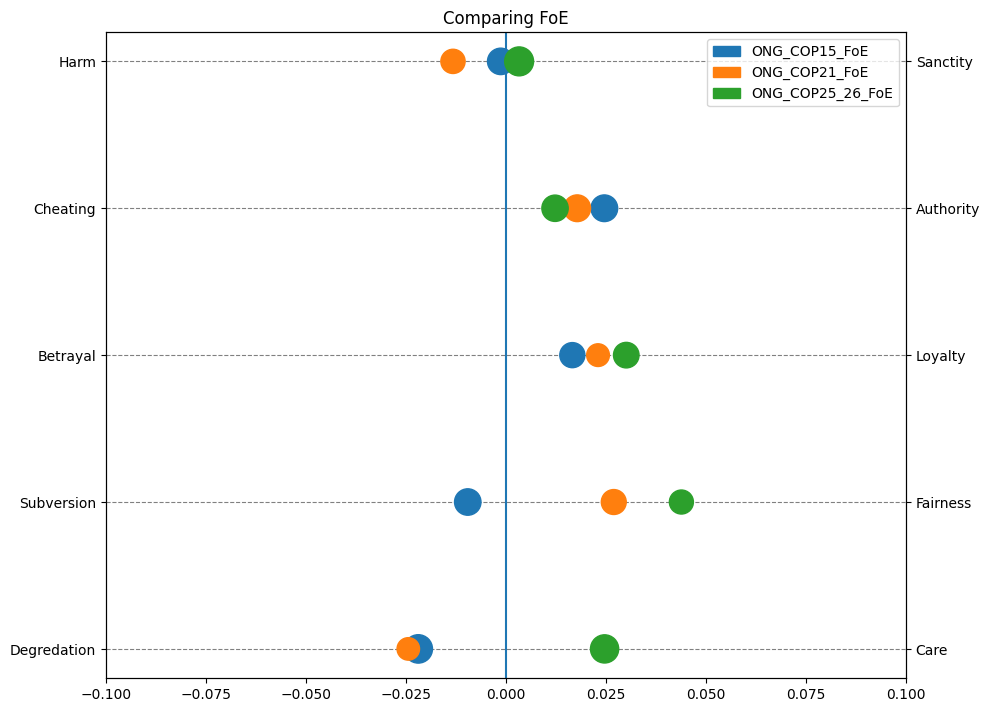 Comparing FoE
ONG_COP15_FoE
ONG_COP21_FoE
ONG_COP25_26_FoE
Harm
Sanctity
Cheating
Authority
Betrayal
Loyalty
Subversion
Fairness
Degredation
Care
−0.100 −0.075 −0.050 −0.025 0.000 0.025 0.050 0.075 0.100